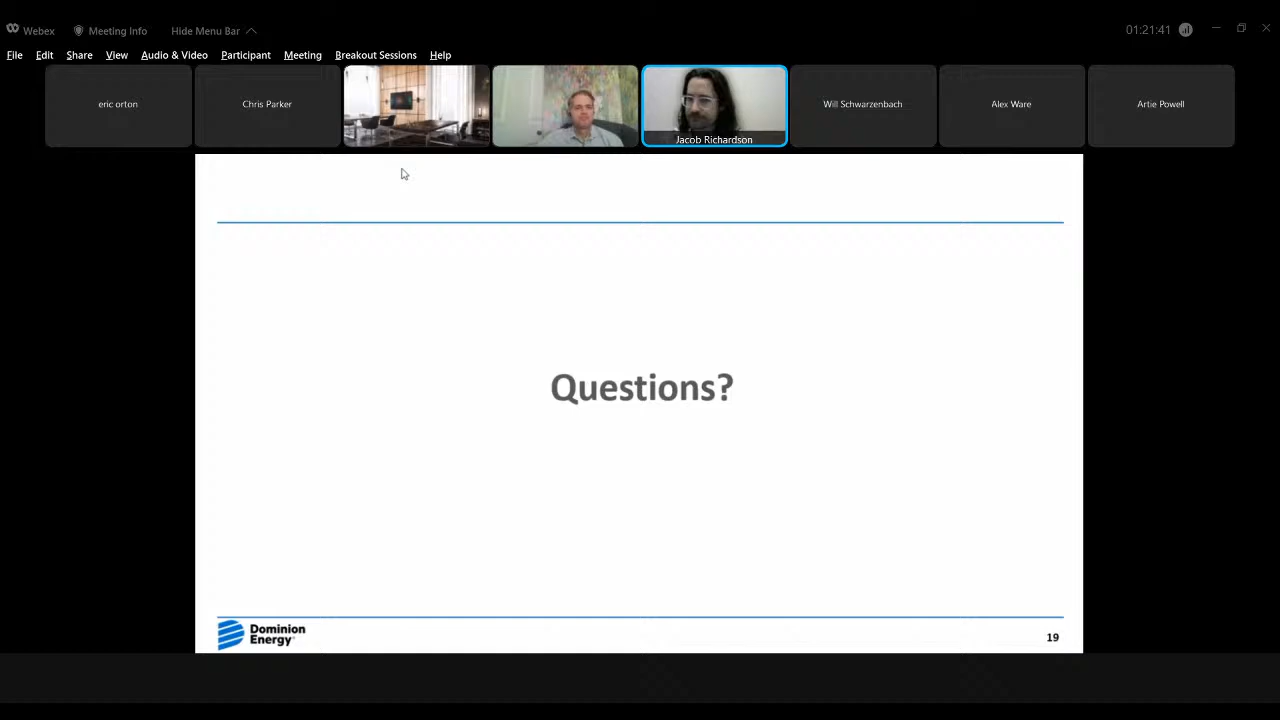 Webex
Meeting Info
Hide Menu Bar
01:21:41
File
Edit
Share
View
Audio & Video
Participant
Meeting
Breakout Sessions
Help
eric orton
Chris Parker
Jacob Richardson
Will Schwarzenbach
Alex Ware
Artie Powell
Questions?
Dominion
Energy
19